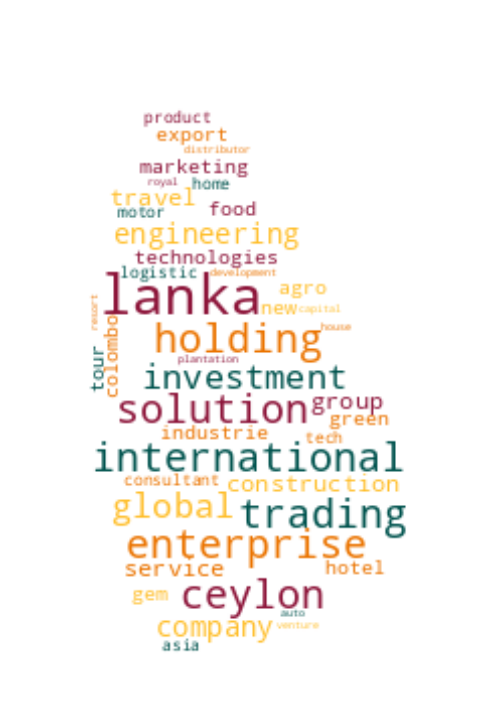 product
export
distributor
marketing
royal home
travel
motor food
engineering
technologies
logistic development
lanka agro
resort new capital
holding house
colombo
tour plantation
investment
solution group
green
industrie tech
international
consultant construction
global trading
enterprise
service hotel
gem ceylon
auto
company venture
asia